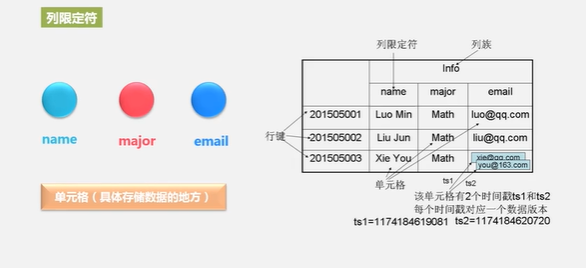 列限定符
name
major
email
单元格（具体存储数据的地方）
列限定符
列族
Info
name major email
行键
201505001 Luo Min Math luo@qq.com
201505002 Liu Jun Math liu@qq.com
201505003 Xie You Math xie@qq.com
you@163.com
单元格
ts1 ts2
该单元格有2个时间戳ts1和ts2
每个时间戳对应一个数据版本
ts1=1174184619081 ts2=1174184620720